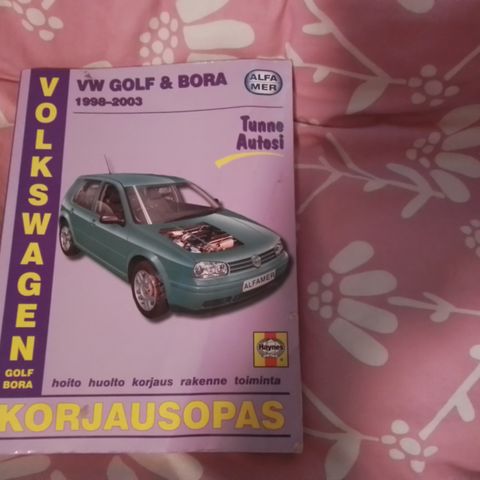 VOLKSWAGEN
GOLF
BORA
VW GOLF & BORA
1998-2003
ALFA
MER
Tunne
Autosi
ALFAMER
Haynes
hoito huolto korjaus rakenne toiminta
KORJAUSOPAS